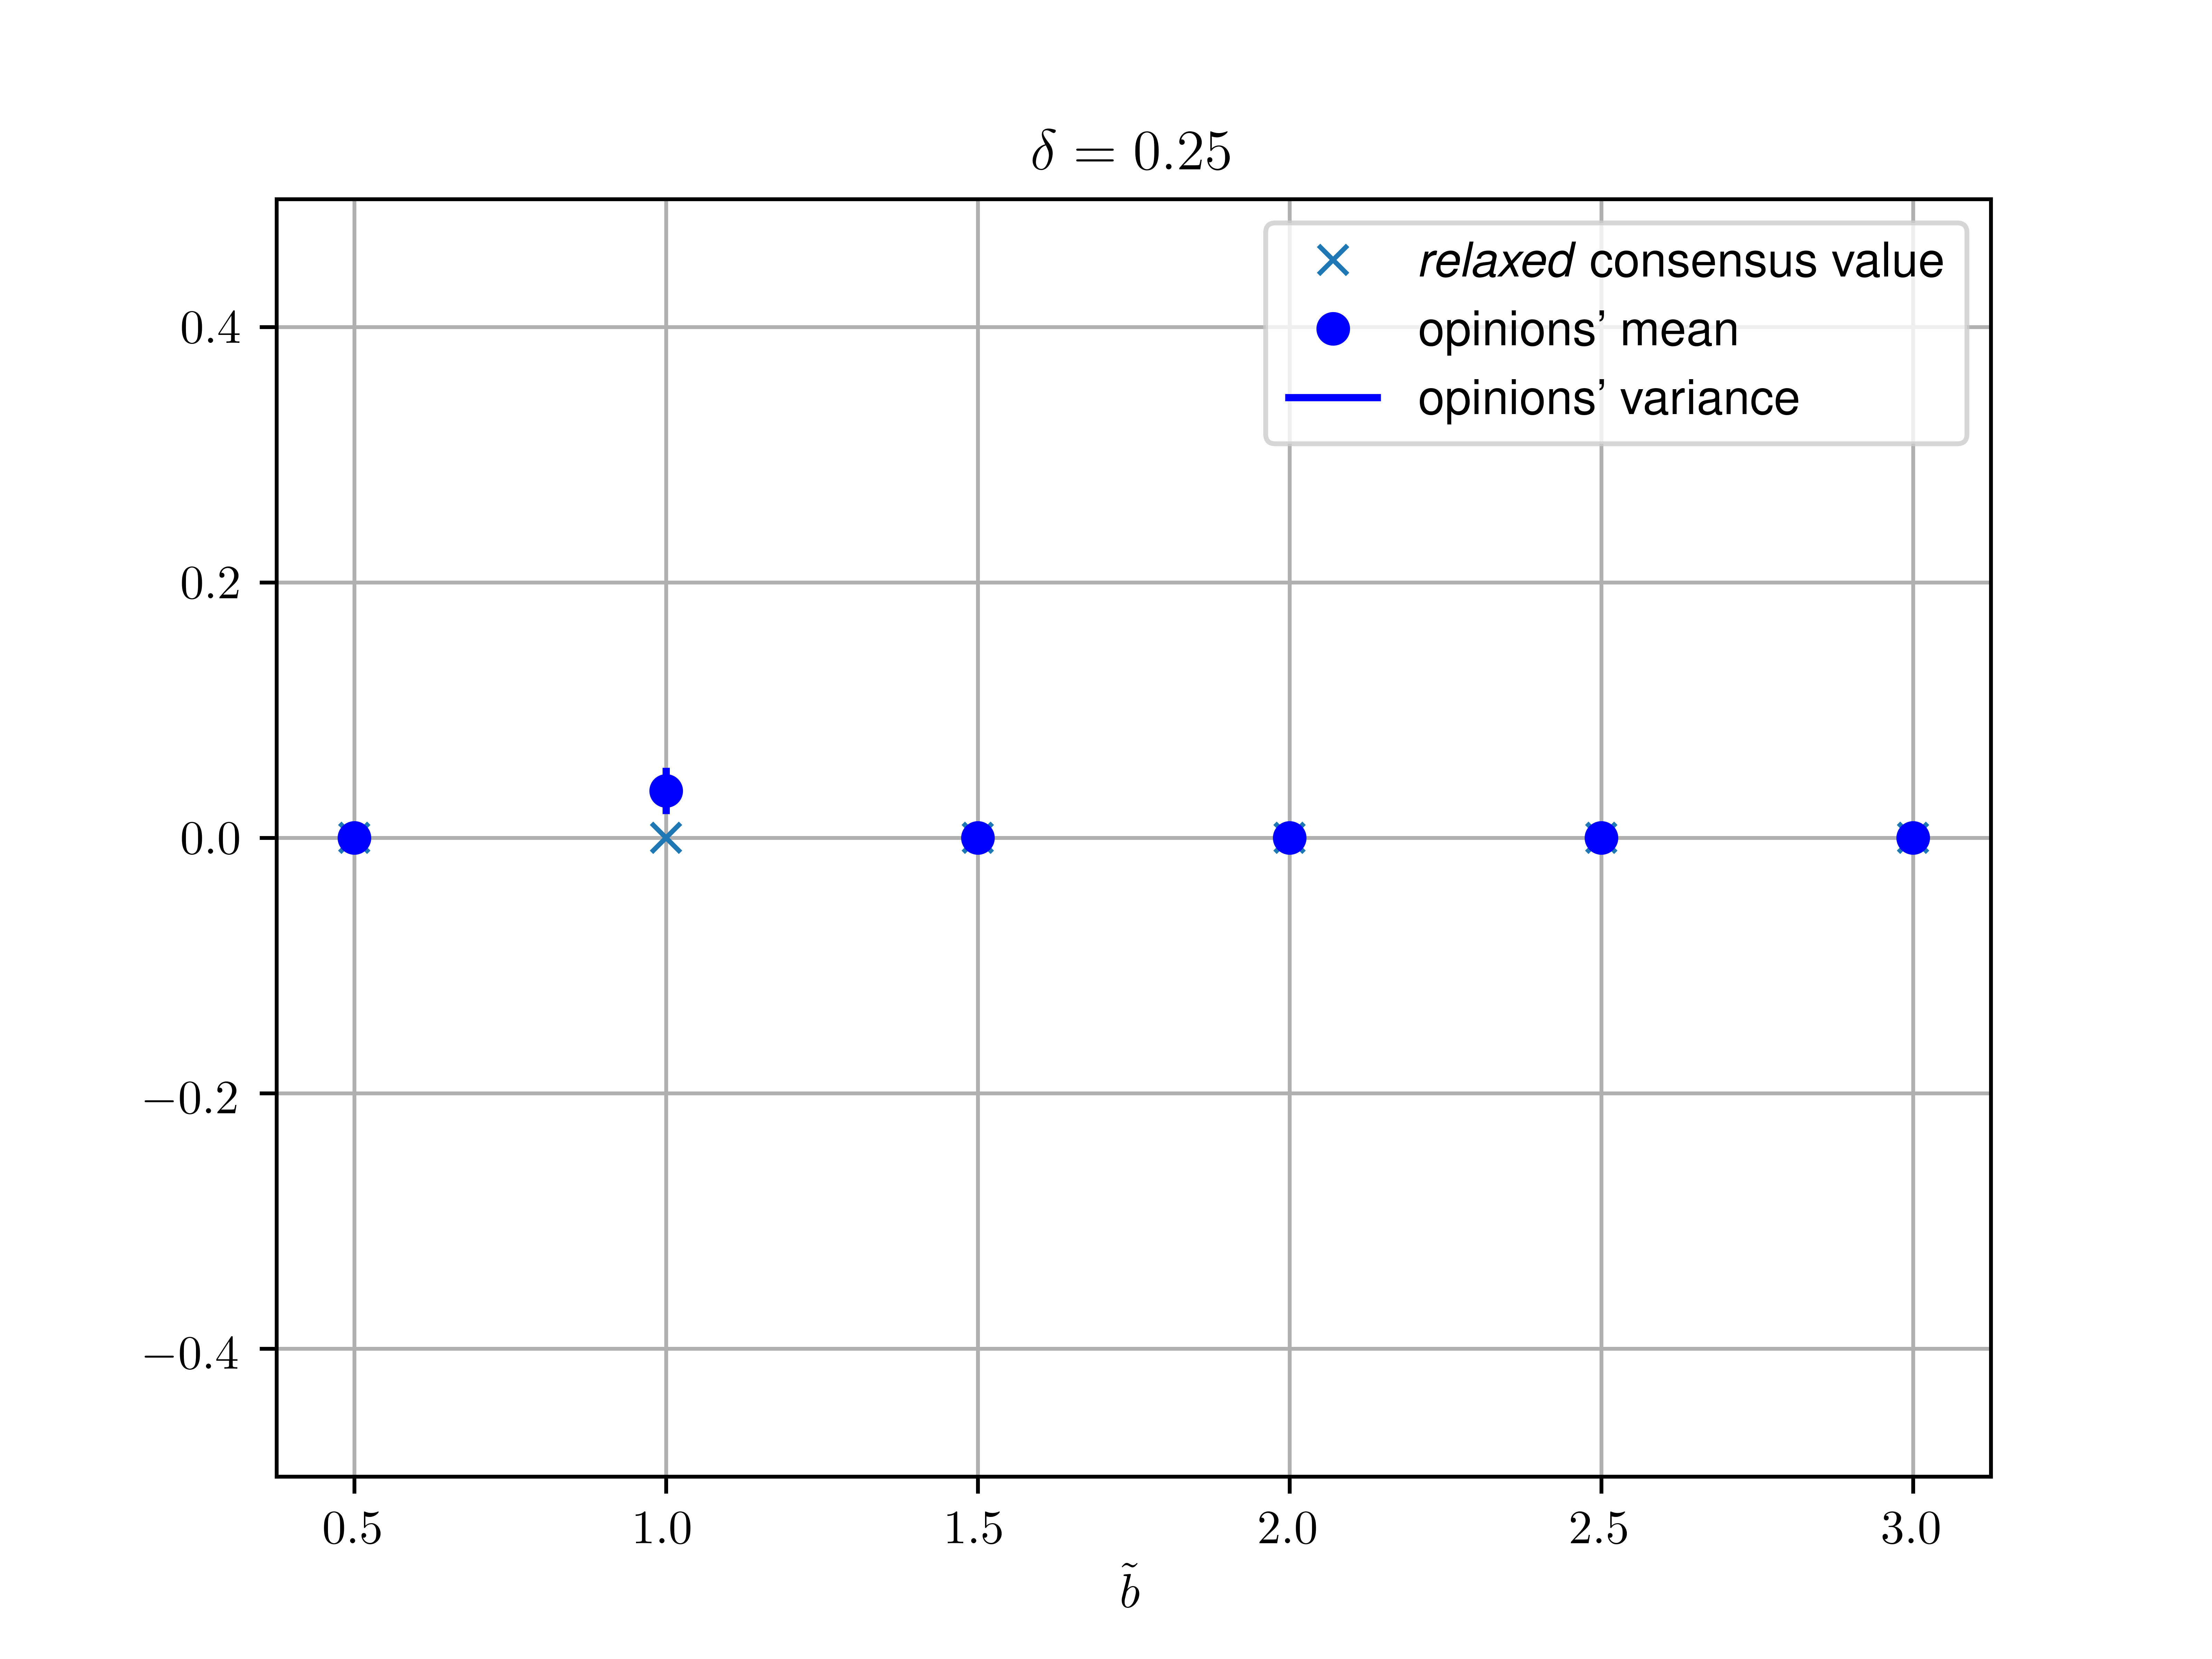 δ = 0.25
relaxed consensus value
opinions’ mean
opinions’ variance
0.4
0.2
0.0
−0.2
−0.4
0.5 1.0 1.5 2.0 2.5 3.0
b̃